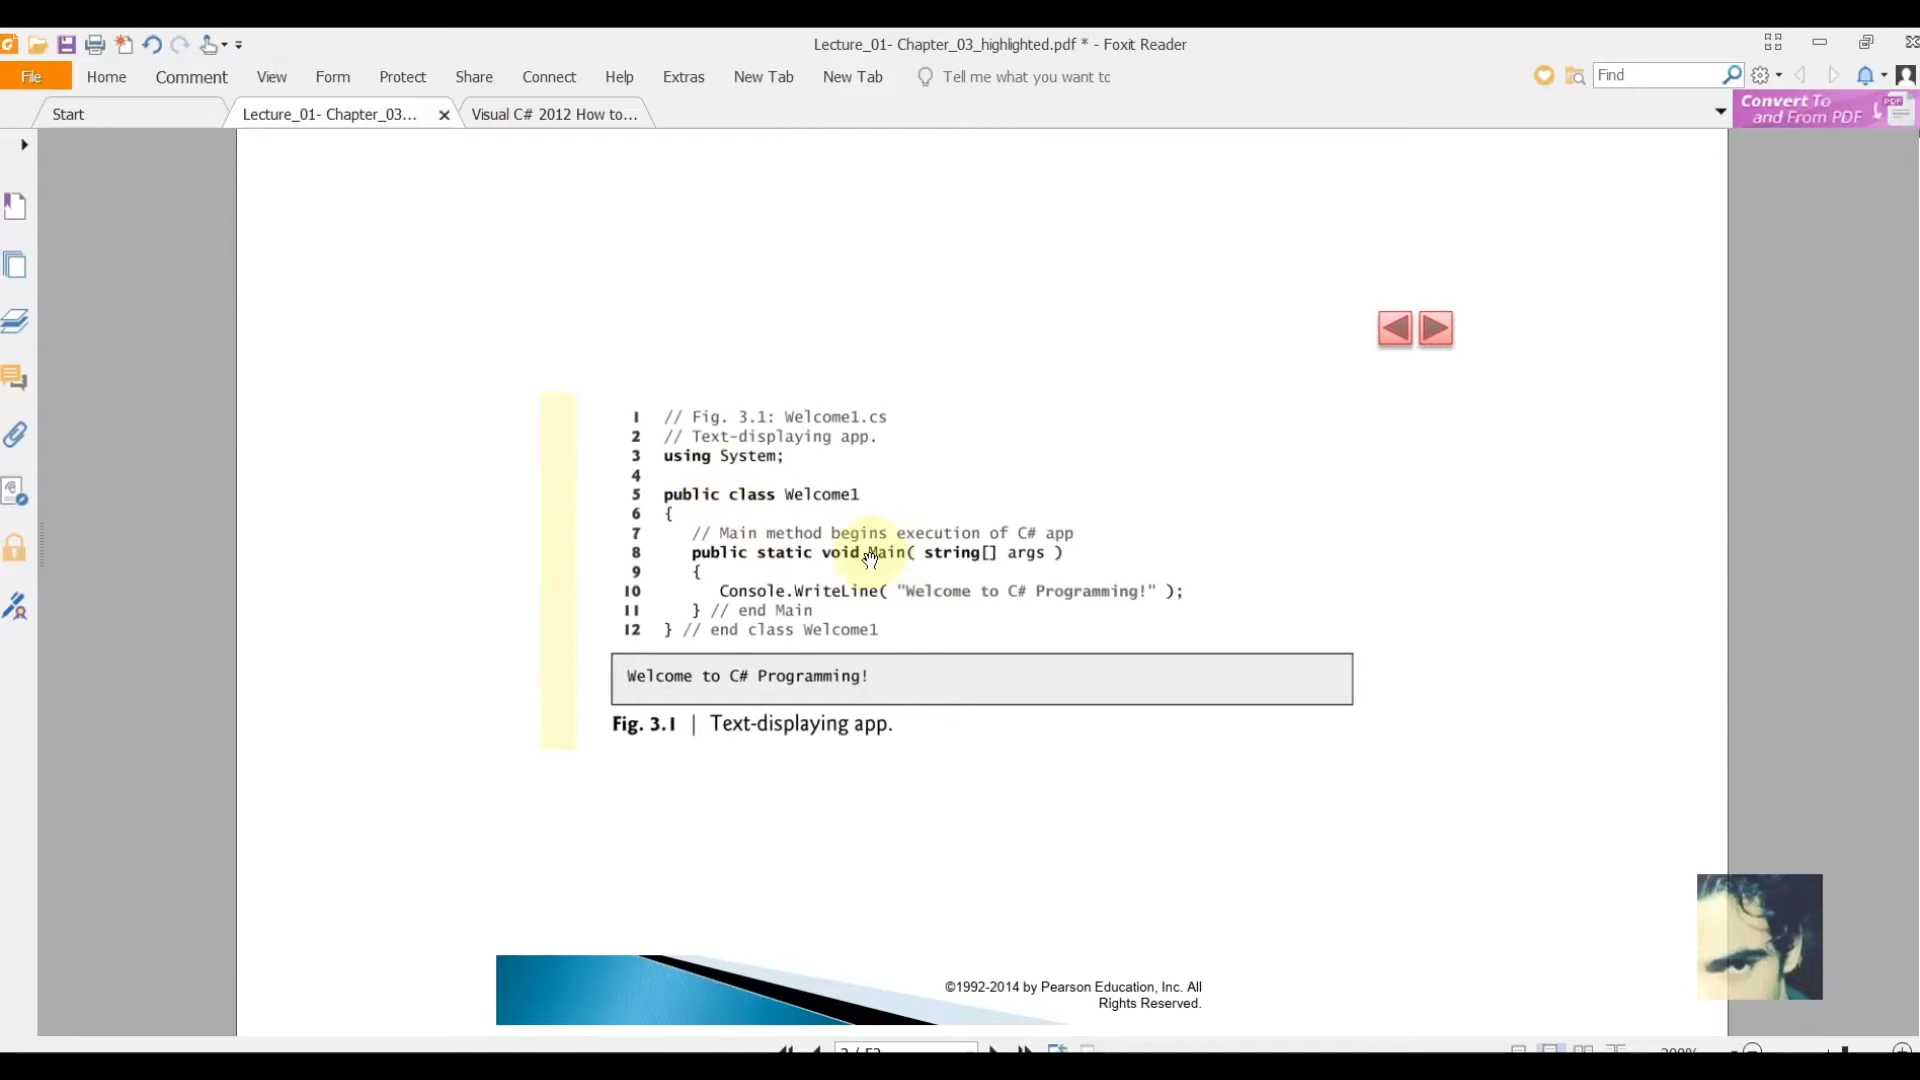 Lecture_01- Chapter_03_highlighted.pdf * - Foxit Reader
File Home Comment View Form Protect Share Connect Help Extras New Tab New Tab Tell me what you want to Find
Start Lecture_01- Chapter_03... Visual C# 2012 How to... Convert To
and From PDF
PDF
1 // Fig. 3.1: Welcome1.cs
2 // Text-displaying app.
3 using System;
4
5 public class Welcome1
6 {
7 // Main method begins execution of C# app
8 public static void Main( string[] args )
9 {
10 Console.WriteLine( "Welcome to C# Programming!" );
11 } // end Main
12 } // end class Welcome1
Welcome to C# Programming!
Fig. 3.1 | Text-displaying app.
©1992-2014 by Pearson Education, Inc. All
Rights Reserved.